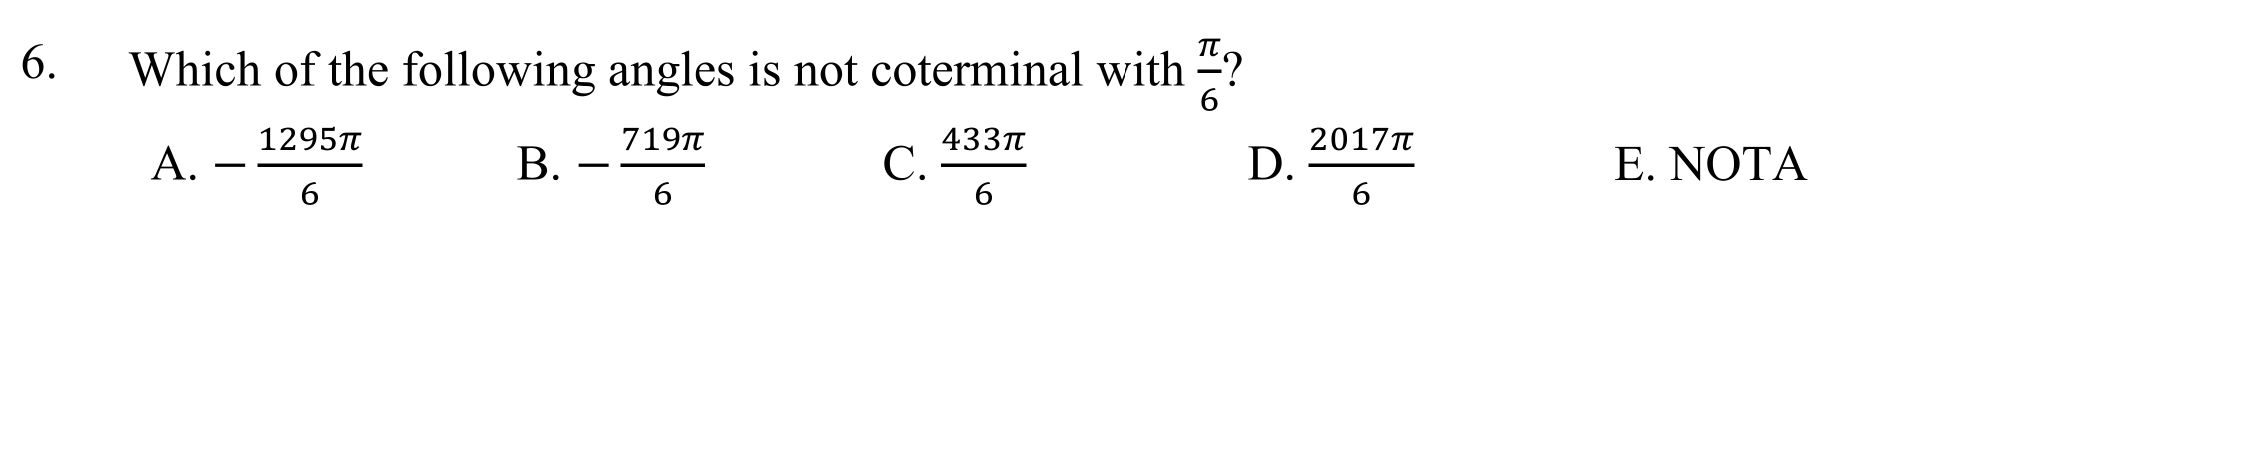 6. Which of the following angles is not coterminal with π/6?
A. −1295π/6 B. −719π/6 C. 433π/6 D. 2017π/6 E. NOTA